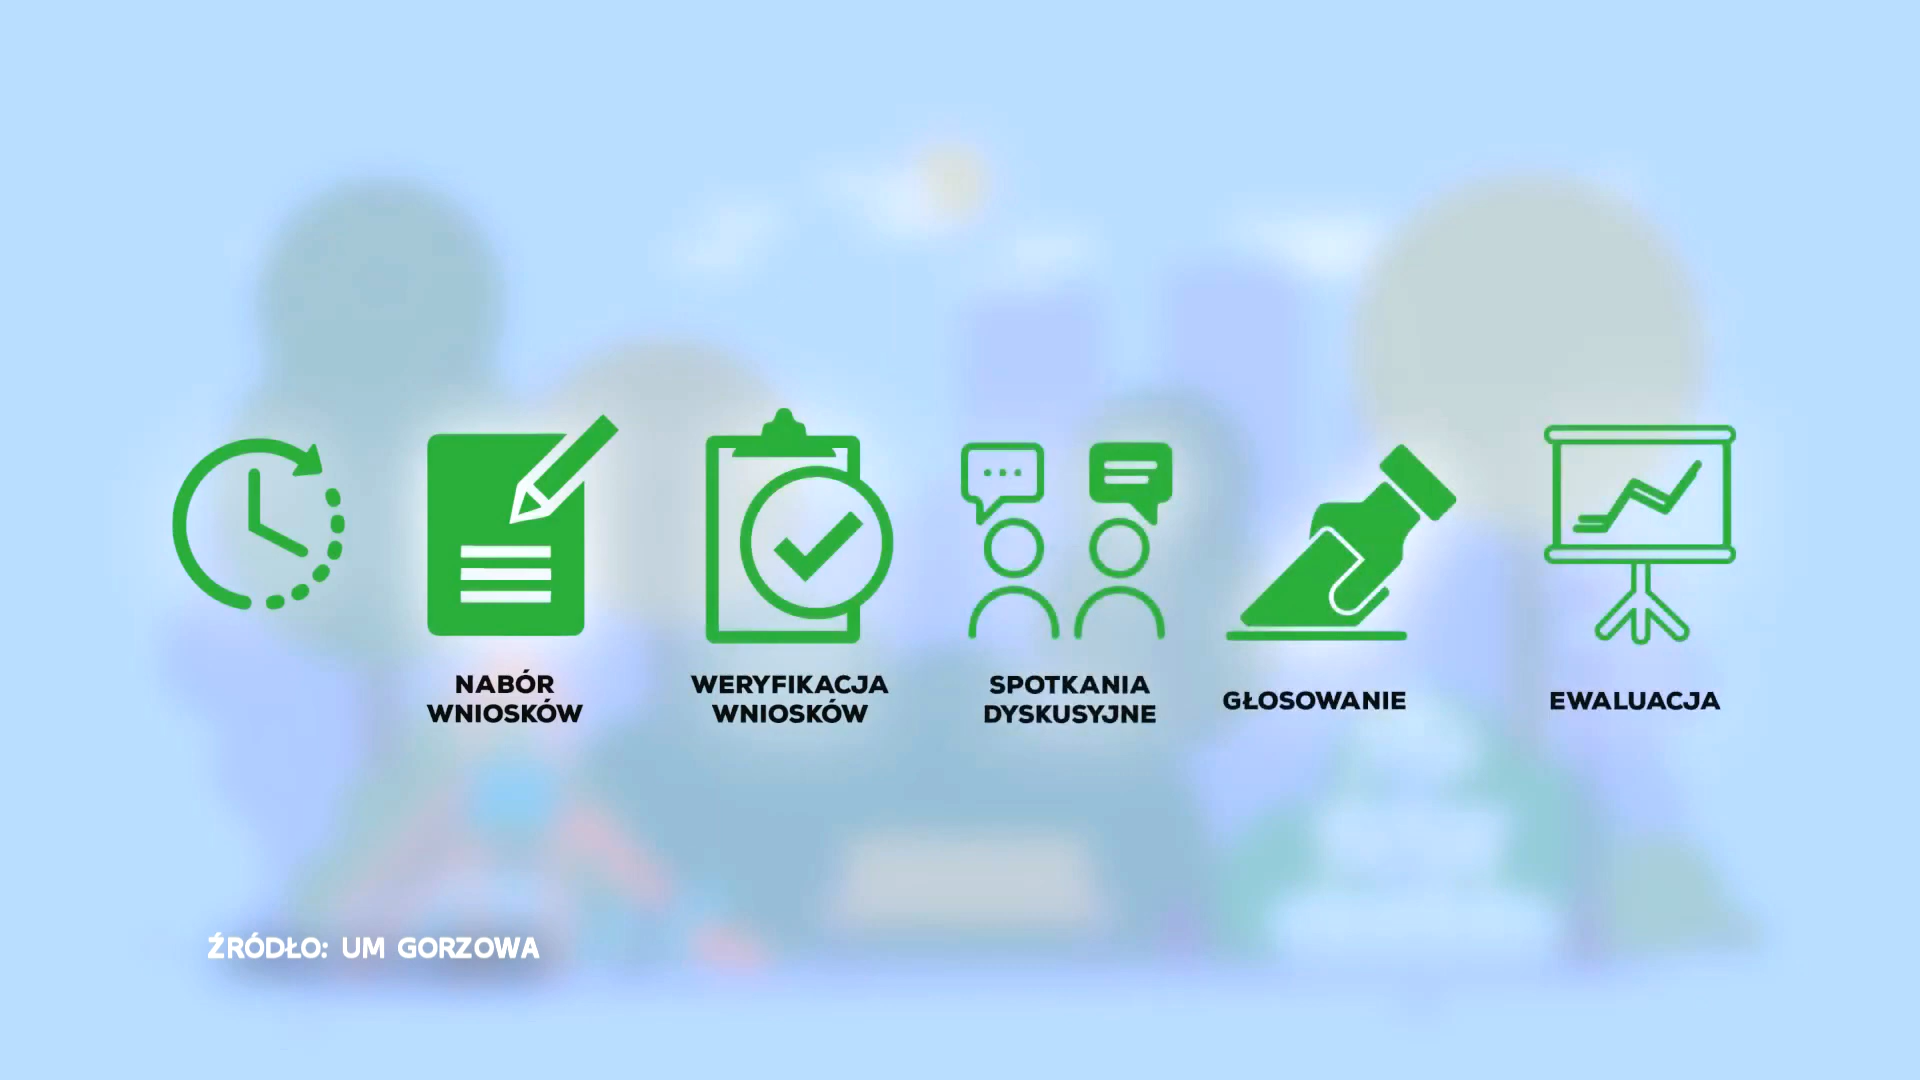 NABÓR
WNIOSKÓW
WERYFIKACJA
WNIOSKÓW
SPOTKANIA
DYSKUSYJNE
GŁOSOWANIE
EWALUACJA
ŹRÓDŁO: UM GORZOWA